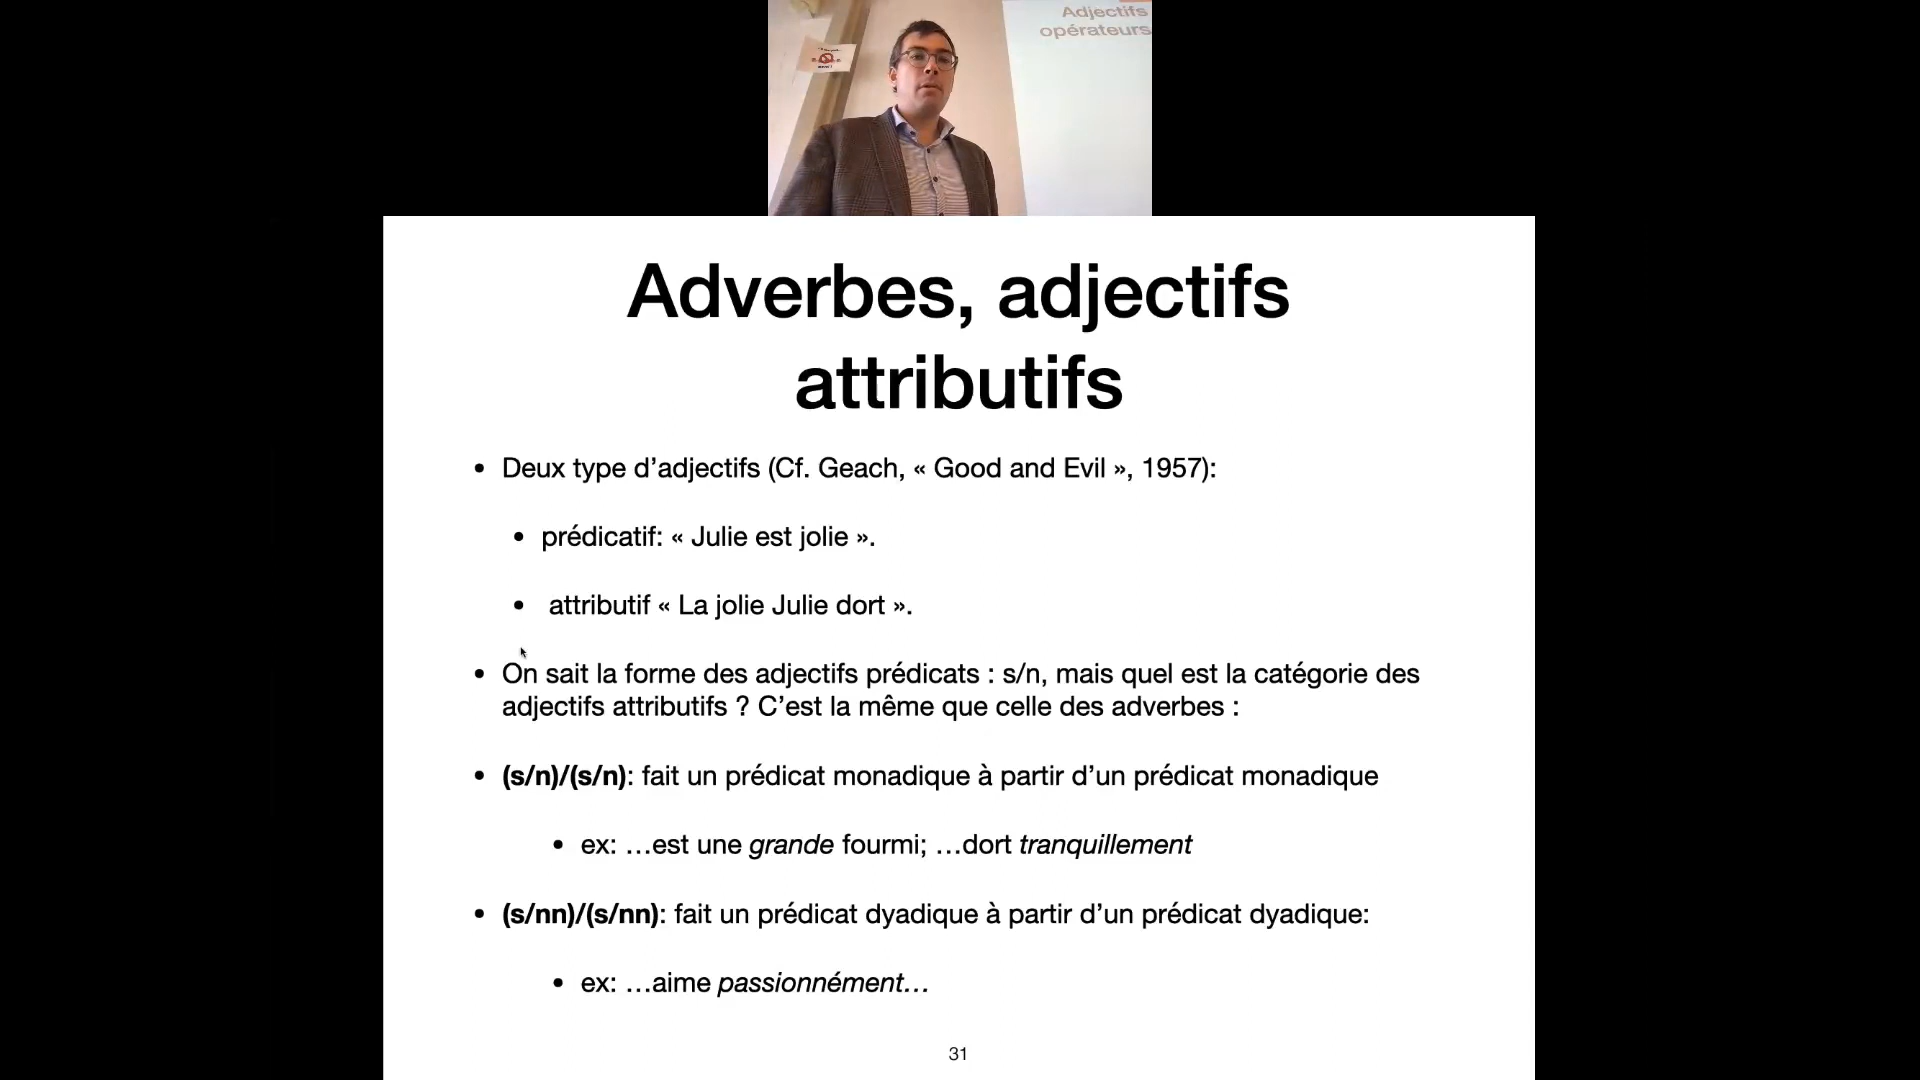 Adjectifs
opérateurs
Adverbes, adjectifs
attributifs
• Deux type d’adjectifs (Cf. Geach, « Good and Evil », 1957):
• prédicatif: « Julie est jolie ».
• attributif « La jolie Julie dort ».
• On sait la forme des adjectifs prédicats : s/n, mais quel est la catégorie des
adjectifs attributifs ? C’est la même que celle des adverbes :
• (s/n)/(s/n): fait un prédicat monadique à partir d’un prédicat monadique
• ex: …est une grande fourmi; …dort tranquillement
• (s/nn)/(s/nn): fait un prédicat dyadique à partir d’un prédicat dyadique:
• ex: …aime passionnément…
31